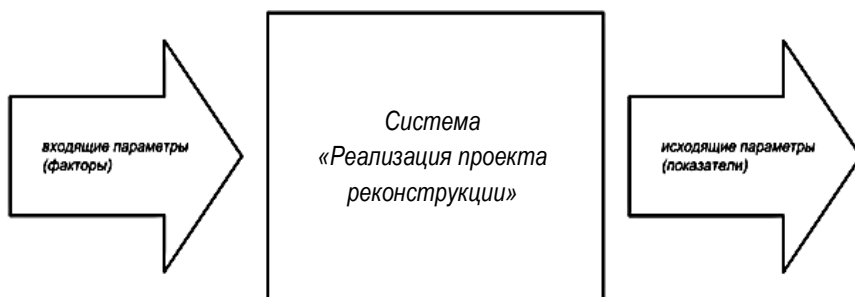 входящие параметры
(факторы)
Система
«Реализация проекта
реконструкции»
исходящие параметры
(показатели)